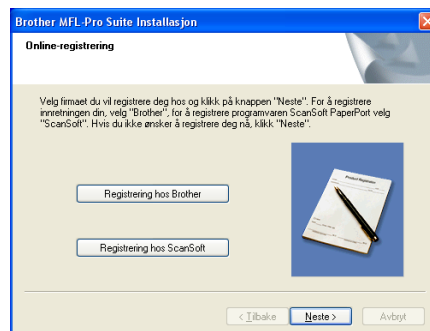 Brother MFL-Pro Suite Installasjon
Online-registrering
Velg firmaet du vil registrere deg hos og klikk på knappen "Neste". For å registrere
innretningen din, velg "Brother", for å registrere programvaren ScanSoft PaperPort velg
"ScanSoft". Hvis du ikke ønsker å registrere deg nå, klikk "Neste".
Product Registration
Registrering hos Brother
Registrering hos ScanSoft
< Tilbake
Neste >
Avbryt